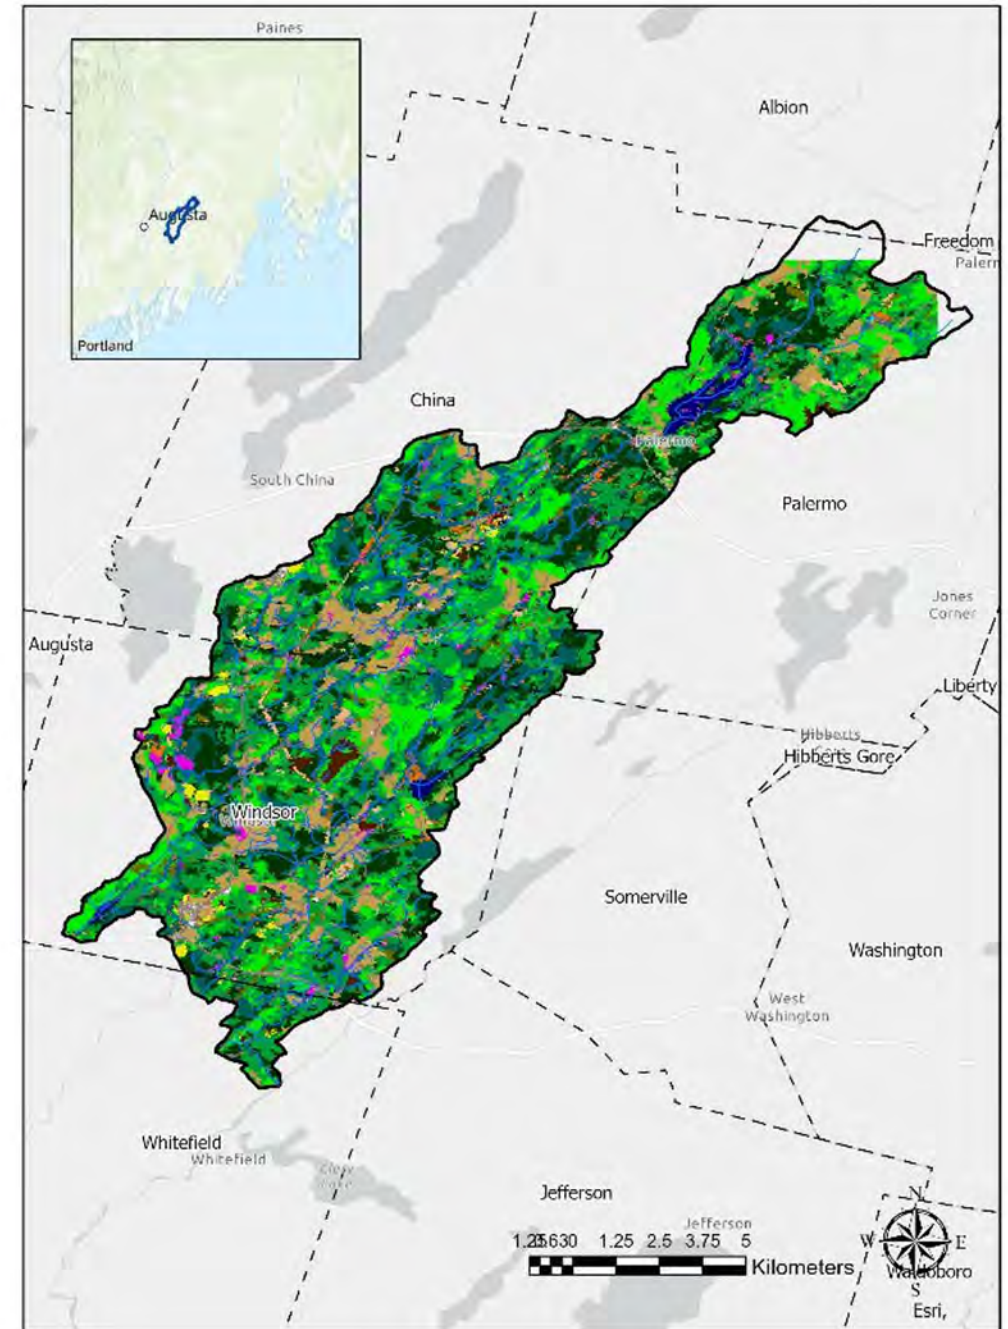 Paines
Albion
Augusta
Portland
Freedom
Palerm
China
Palermo
South China
Palermo
Jones
Corner
Augusta
Liberty
Hibberts
Hibberts Gore
Windsor
Somerville
Washington
West
Washington
Whitefield
Whitefield
Jefferson
Jefferson
N
W
E
S
1.25 2.5 3.75 5
Kilometers
Waldoboro
Esri,